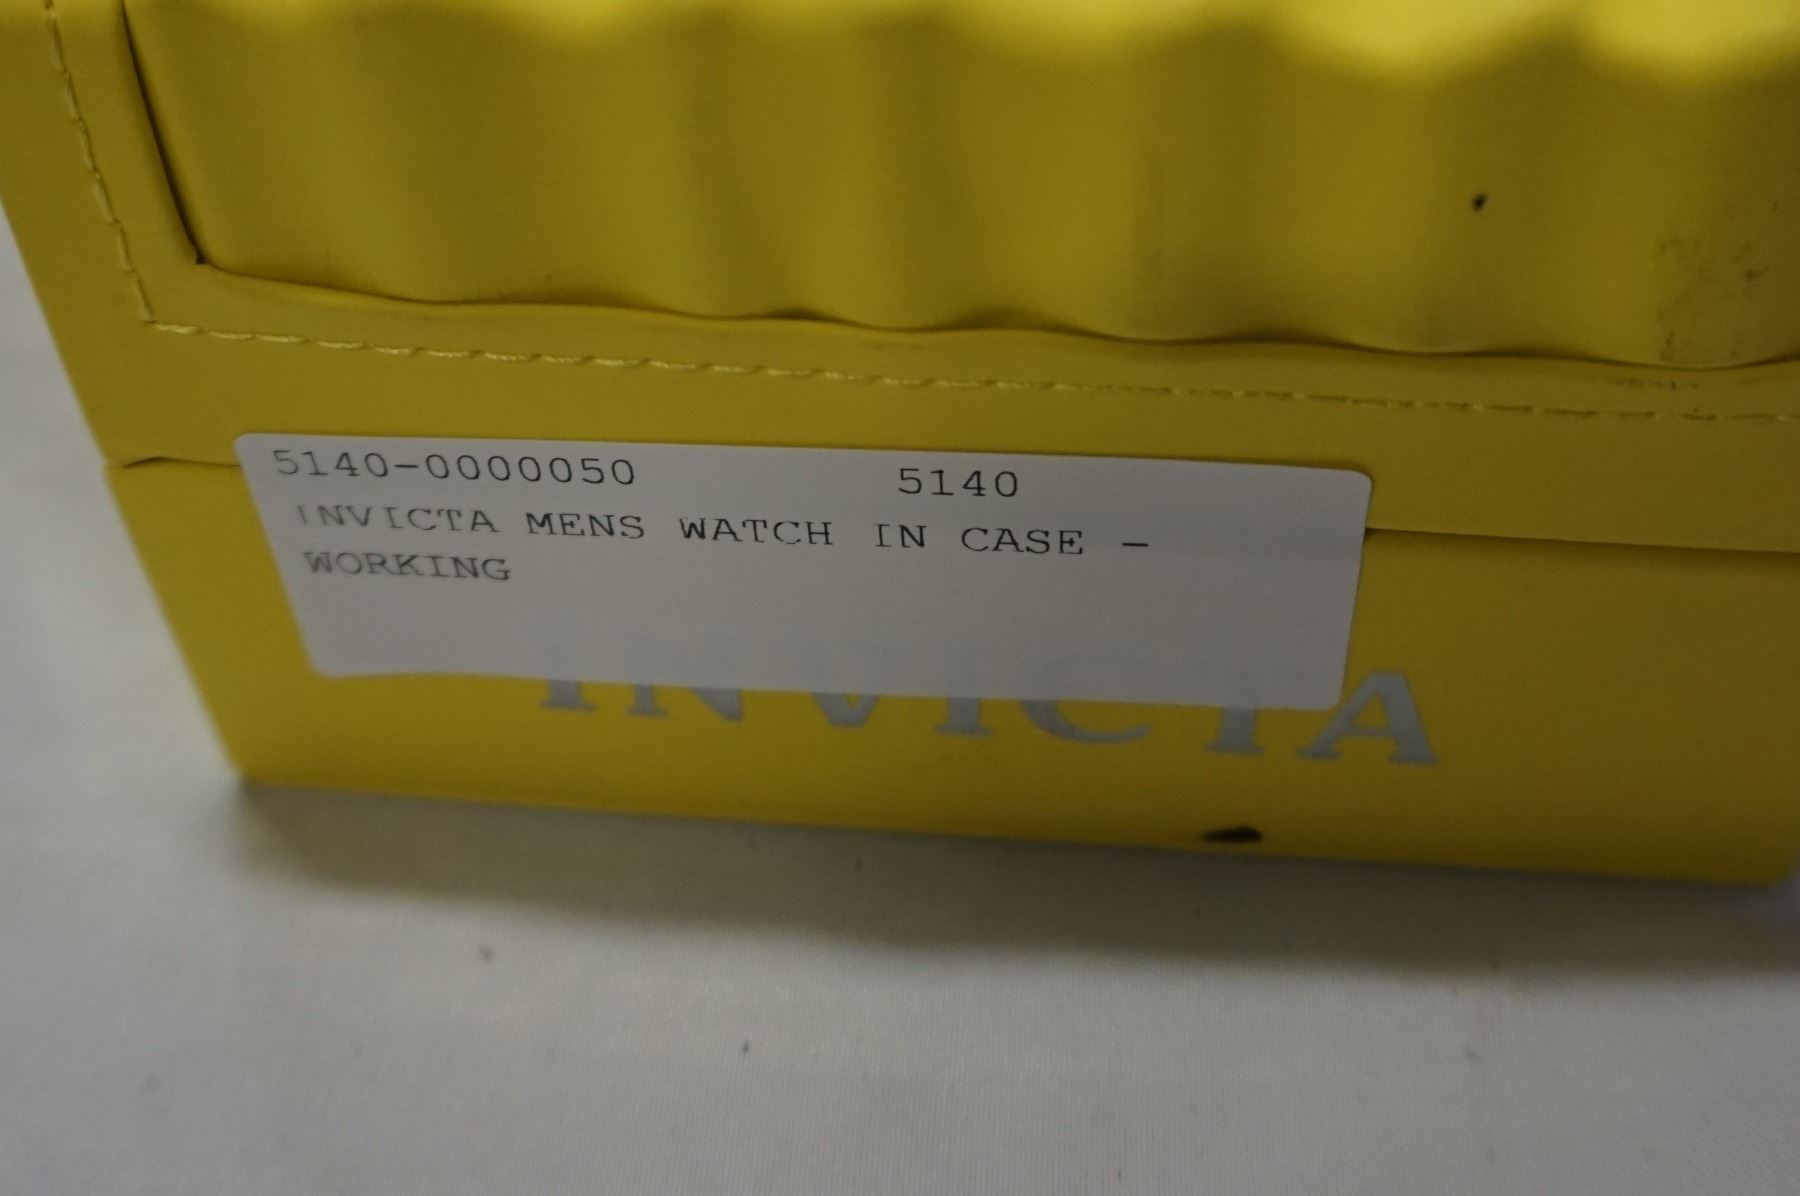 5140-0000050 5140
INVICTA MENS WATCH IN CASE -
WORKING
INVICTA